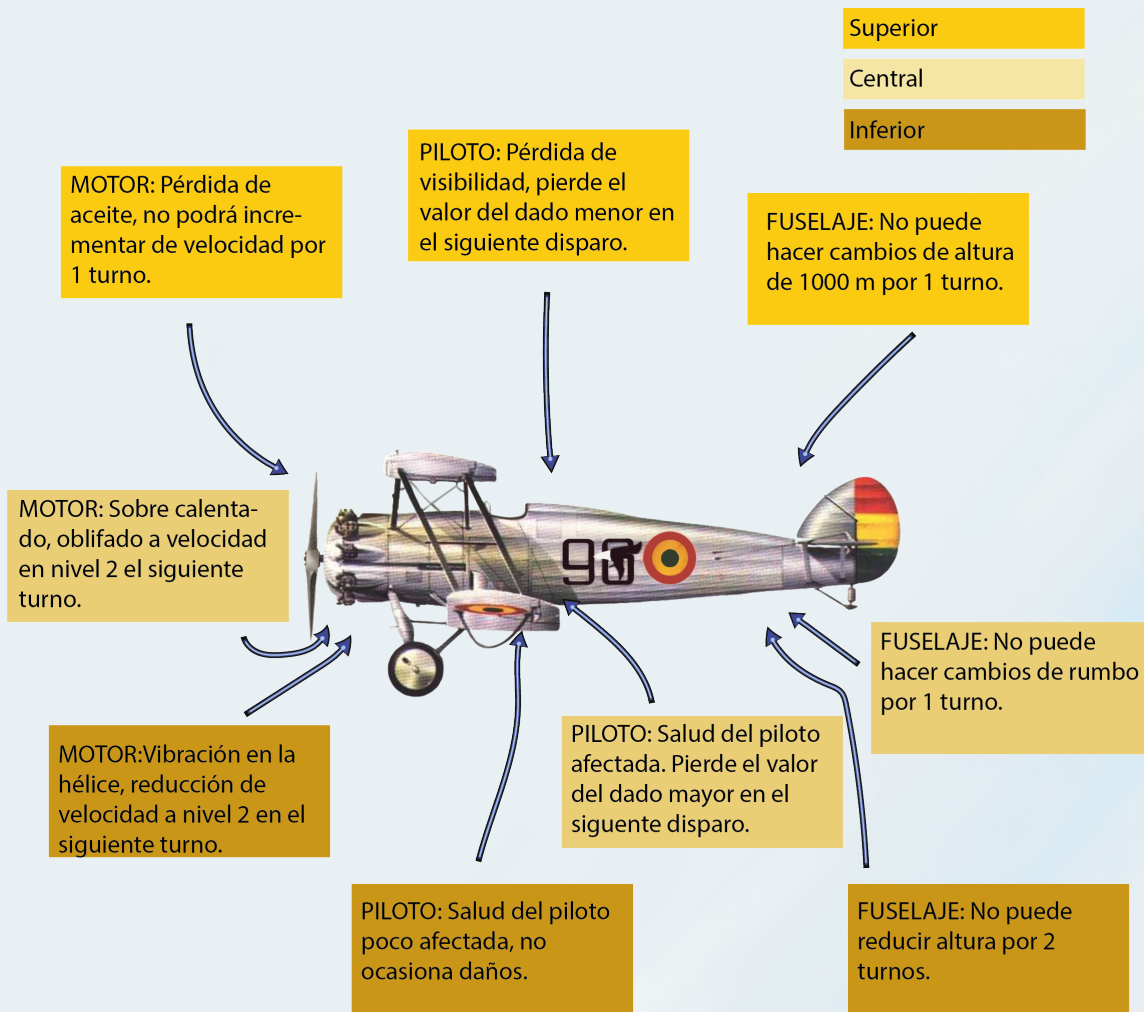 Superior
Central
Inferior
PILOTO: Pérdida de
visibilidad, pierde el
valor del dado menor en
el siguiente disparo.
MOTOR: Pérdida de
aceite, no podrá incre-
mentar de velocidad por
1 turno.
FUSELAJE: No puede
hacer cambios de altura
de 1000 m por 1 turno.
MOTOR: Sobre calenta-
do, oblifado a velocidad
en nivel 2 el siguiente
turno.
FUSELAJE: No puede
hacer cambios de rumbo
por 1 turno.
MOTOR:Vibración en la
hélice, reducción de
velocidad a nivel 2 en el
siguiente turno.
PILOTO: Salud del piloto
afectada. Pierde el valor
del dado mayor en el
siguente disparo.
PILOTO: Salud del piloto
poco afectada, no
ocasiona daños.
FUSELAJE: No puede
reducir altura por 2
turnos.